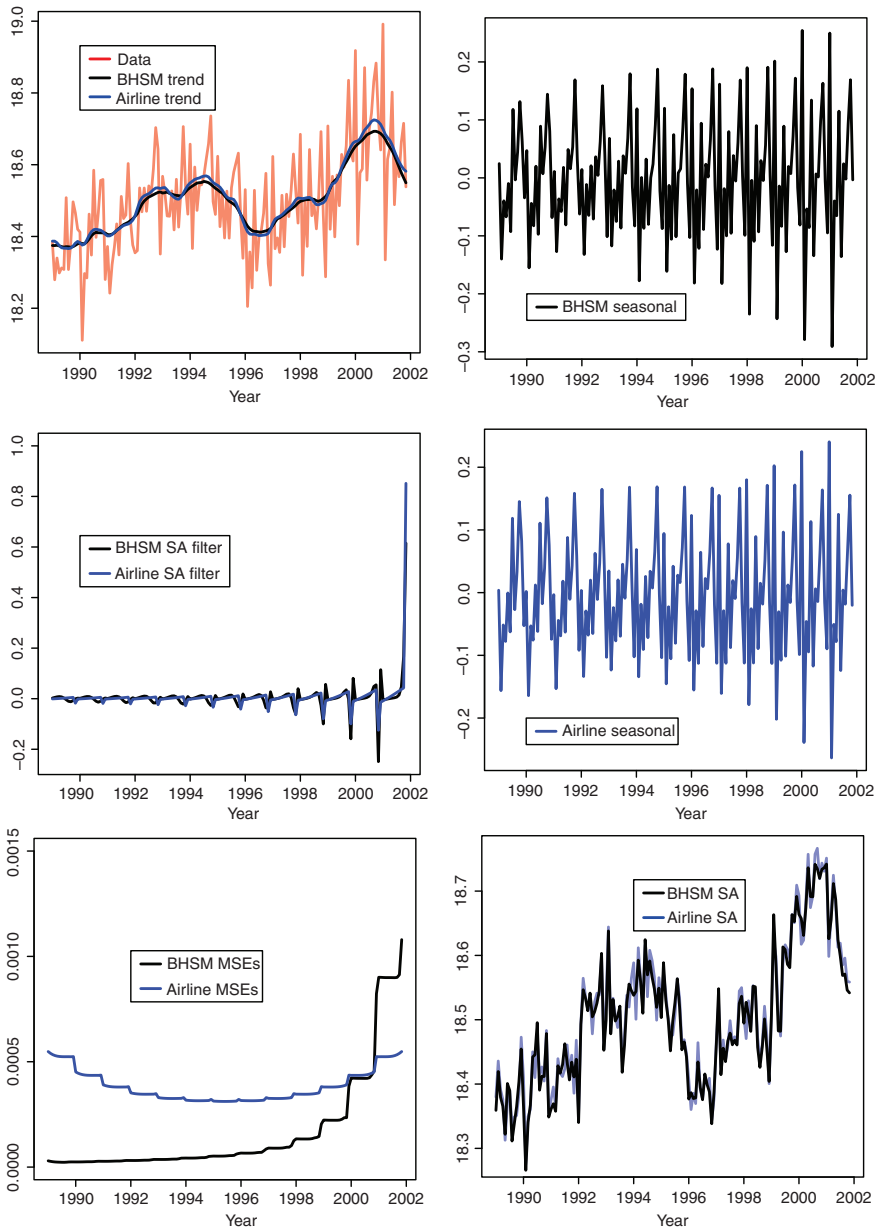 19.0
18.8
18.6
18.4
18.2
Data
BHSM trend
Airline trend
1990 1992 1994 1996 1998 2000 2002
Year
0.2
0.1
0.0
−0.1
−0.2
−0.3
BHSM seasonal
1990 1992 1994 1996 1998 2000 2002
Year
1.0
0.8
0.6
0.4
0.2
0.0
−0.2
BHSM SA filter
Airline SA filter
1990 1992 1994 1996 1998 2000 2002
Year
0.2
0.1
0.0
−0.1
−0.2
Airline seasonal
1990 1992 1994 1996 1998 2000 2002
Year
0.0015
0.0010
0.0005
0.0000
BHSM MSEs
Airline MSEs
1990 1992 1994 1996 1998 2000 2002
Year
18.7
18.6
18.5
18.4
18.3
BHSM SA
Airline SA
1990 1992 1994 1996 1998 2000 2002
Year